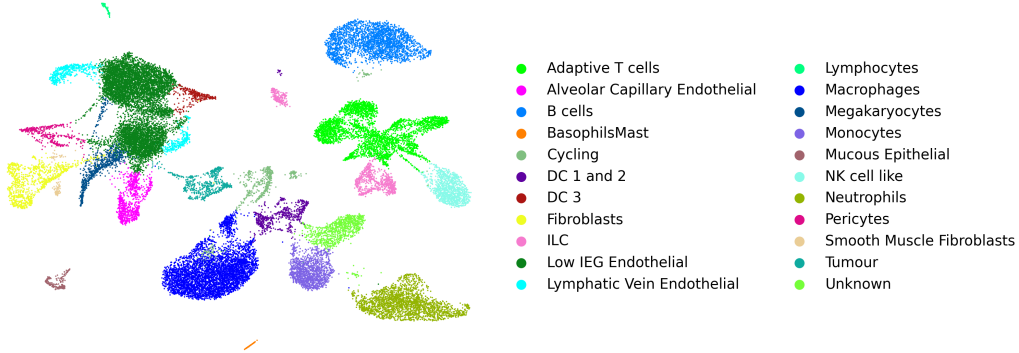 Adaptive T cells
Alveolar Capillary Endothelial
B cells
BasophilsMast
Cycling
DC 1 and 2
DC 3
Fibroblasts
ILC
Low IEG Endothelial
Lymphatic Vein Endothelial
Lymphocytes
Macrophages
Megakaryocytes
Monocytes
Mucous Epithelial
NK cell like
Neutrophils
Pericytes
Smooth Muscle Fibroblasts
Tumour
Unknown